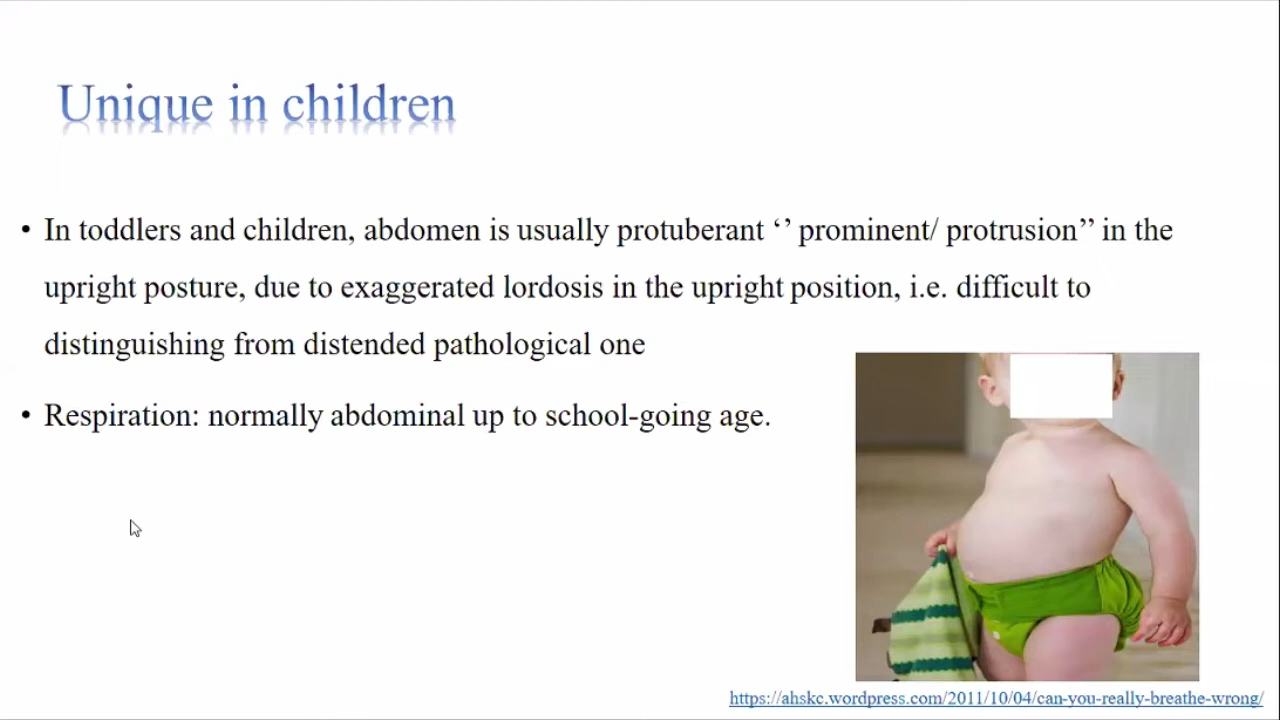 Unique in children
• In toddlers and children, abdomen is usually protuberant ‘’ prominent/ protrusion’’ in the
upright posture, due to exaggerated lordosis in the upright position, i.e. difficult to
distinguishing from distended pathological one
• Respiration: normally abdominal up to school-going age.
https://ahskc.wordpress.com/2011/10/04/can-you-really-breathe-wrong/